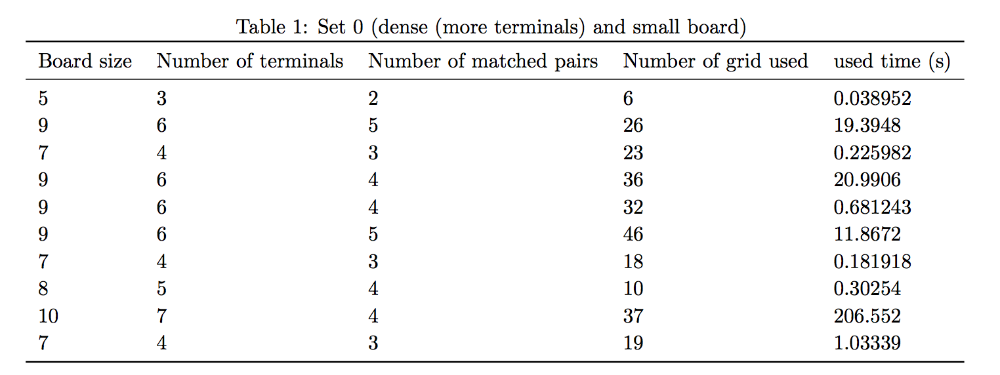 Table 1: Set 0 (dense (more terminals) and small board)
Board size Number of terminals Number of matched pairs Number of grid used used time (s)
5 3 2 6 0.038952
9 6 5 26 19.3948
7 4 3 23 0.225982
9 6 4 36 20.9906
9 6 4 32 0.681243
9 6 5 46 11.8672
7 4 3 18 0.181918
8 5 4 10 0.30254
10 7 4 37 206.552
7 4 3 19 1.03339